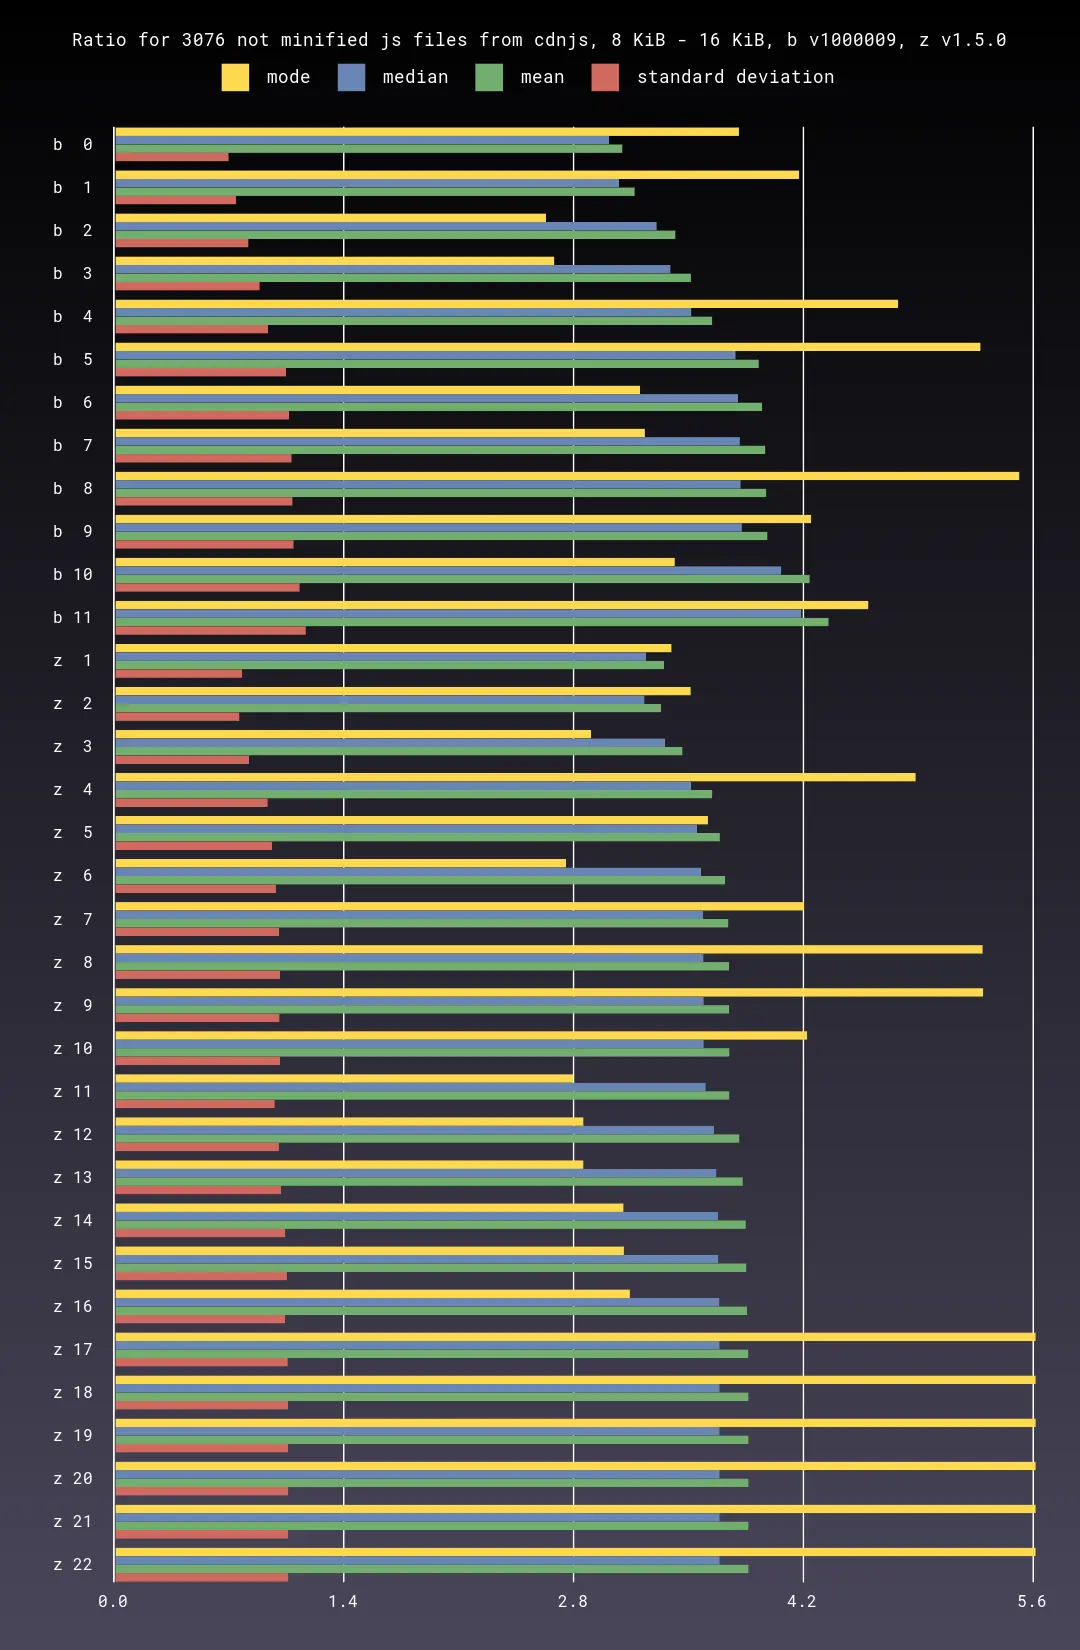 Ratio for 3076 not minified js files from cdnjs, 8 KiB - 16 KiB, b v1000009, z v1.5.0
mode median mean standard deviation
b 0
b 1
b 2
b 3
b 4
b 5
b 6
b 7
b 8
b 9
b 10
b 11
z 1
z 2
z 3
z 4
z 5
z 6
z 7
z 8
z 9
z 10
z 11
z 12
z 13
z 14
z 15
z 16
z 17
z 18
z 19
z 20
z 21
z 22
0.0 1.4 2.8 4.2 5.6